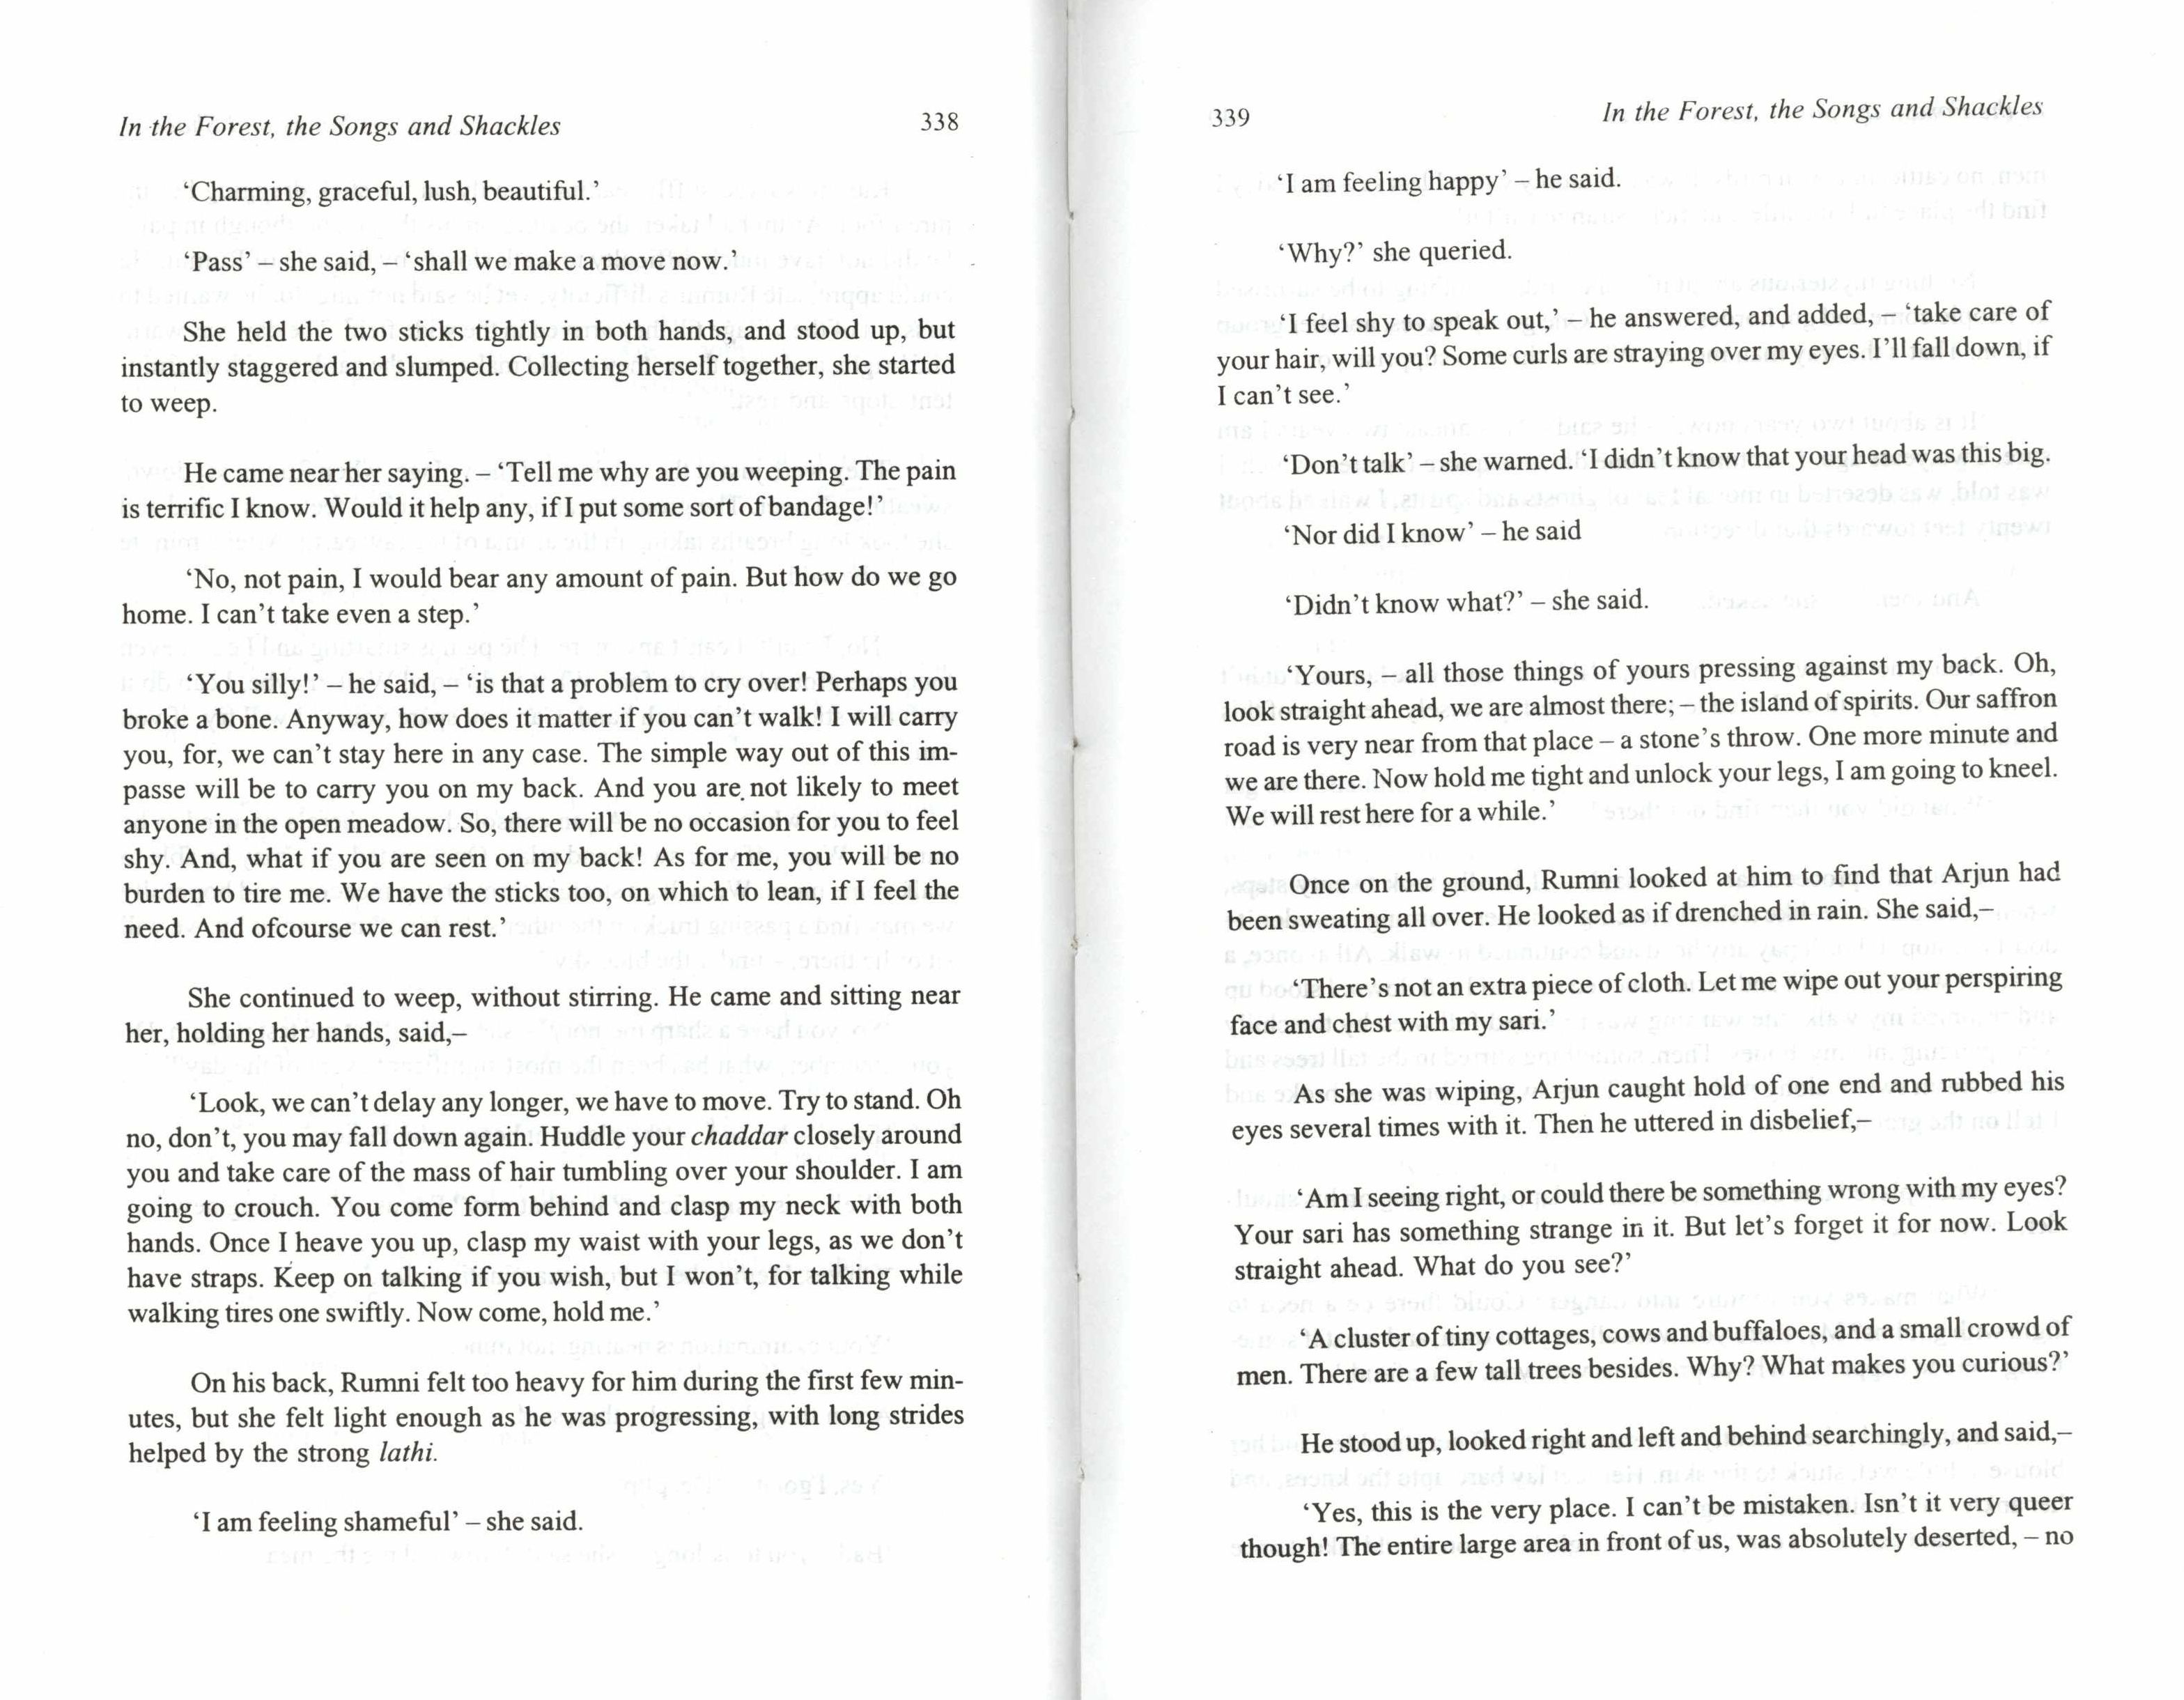 In the Forest, the Songs and Shackles 338
‘Charming, graceful, lush, beautiful.’
‘Pass’ – she said, – ‘shall we make a move now.’
She held the two sticks tightly in both hands, and stood up, but
instantly staggered and slumped. Collecting herself together, she started
to weep.
He came near her saying. – ‘Tell me why are you weeping. The pain
is terrific I know. Would it help any, if I put some sort of bandage!’
‘No, not pain, I would bear any amount of pain. But how do we go
home. I can’t take even a step.’
‘You silly!’ – he said, – ‘is that a problem to cry over! Perhaps you
broke a bone. Anyway, how does it matter if you can’t walk! I will carry
you, for, we can’t stay here in any case. The simple way out of this im-
passe will be to carry you on my back. And you are not likely to meet
anyone in the open meadow. So, there will be no occasion for you to feel
shy. And, what if you are seen on my back! As for me, you will be no
burden to tire me. We have the sticks too, on which to lean, if I feel the
need. And ofcourse we can rest.’
She continued to weep, without stirring. He came and sitting near
her, holding her hands, said,–
‘Look, we can’t delay any longer, we have to move. Try to stand. Oh
no, don’t, you may fall down again. Huddle your chaddar closely around
you and take care of the mass of hair tumbling over your shoulder. I am
going to crouch. You come form behind and clasp my neck with both
hands. Once I heave you up, clasp my waist with your legs, as we don’t
have straps. Keep on talking if you wish, but I won’t, for talking while
walking tires one swiftly. Now come, hold me.’
On his back, Rumni felt too heavy for him during the first few min-
utes, but she felt light enough as he was progressing, with long strides
helped by the strong lathi.
‘I am feeling shameful’ – she said.
339 In the Forest, the Songs and Shackles
‘I am feeling happy’ – he said.
‘Why?’ she queried.
‘I feel shy to speak out,’ – he answered, and added, – ‘take care of
your hair, will you? Some curls are straying over my eyes. I’ll fall down, if
I can’t see.’
‘Don’t talk’ – she warned. ‘I didn’t know that your head was this big.
‘Nor did I know’ – he said
‘Didn’t know what?’ – she said.
‘Yours, – all those things of yours pressing against my back. Oh,
look straight ahead, we are almost there; – the island of spirits. Our saffron
road is very near from that place – a stone’s throw. One more minute and
we are there. Now hold me tight and unlock your legs, I am going to kneel.
We will rest here for a while.’
Once on the ground, Rumni looked at him to find that Arjun had
been sweating all over. He looked as if drenched in rain. She said,–
‘There’s not an extra piece of cloth. Let me wipe out your perspiring
face and chest with my sari.’
As she was wiping, Arjun caught hold of one end and rubbed his
eyes several times with it. Then he uttered in disbelief,–
‘Am I seeing right, or could there be something wrong with my eyes?
Your sari has something strange in it. But let’s forget it for now. Look
straight ahead. What do you see?’
‘A cluster of tiny cottages, cows and buffaloes, and a small crowd of
men. There are a few tall trees besides. Why? What makes you curious?’
He stood up, looked right and left and behind searchingly, and said,–
‘Yes, this is the very place. I can’t be mistaken. Isn’t it very queer
though! The entire large area in front of us, was absolutely deserted, – no